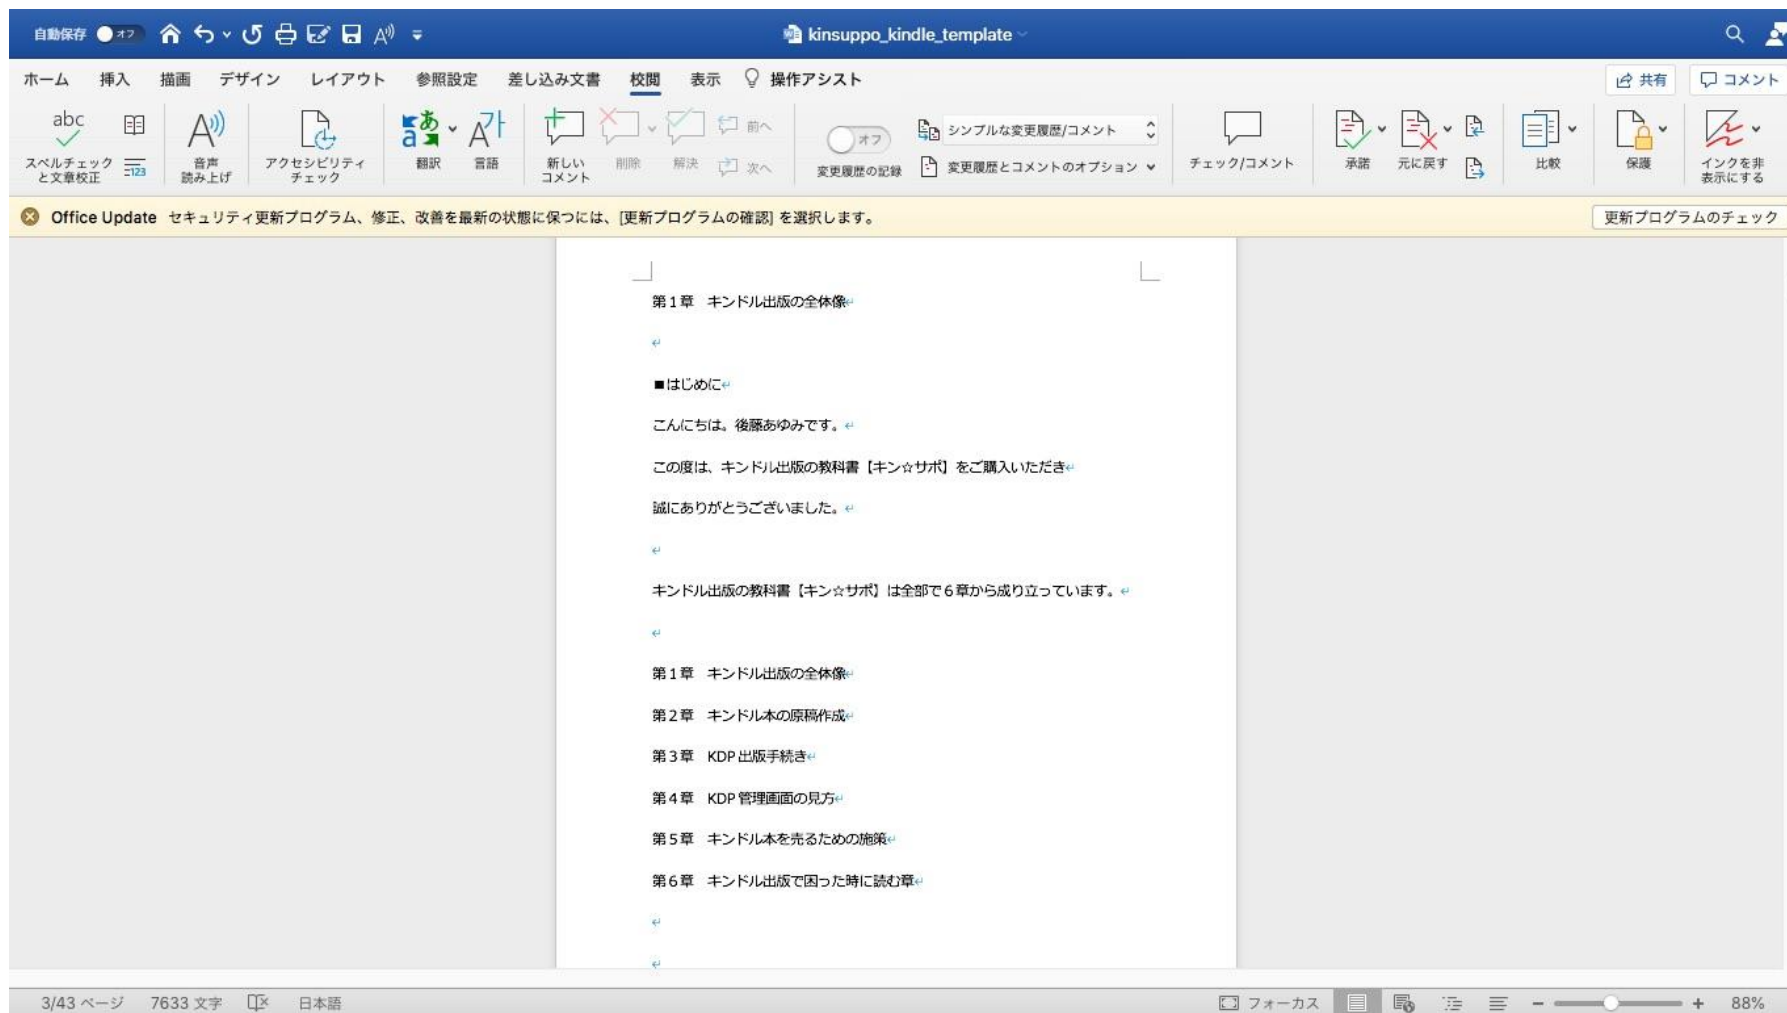 自動保存 オフ kinsuppo_kindle_template
ホーム 挿入 描画 デザイン レイアウト 参照設定 差し込み文書 校閲 表示 操作アシスト 共有 コメント
abc
スペルチェック
と文章校正
123
音声
読み上げ
アクセシビリティ
チェック
あ
a
翻訳
言語
新しい
コメント
削除
解決
前へ
次へ
オフ
変更履歴の記録
シンプルな変更履歴/コメント
変更履歴とコメントのオプション
チェック/コメント
承諾
元に戻す
比較
保護
インクを非
表示にする
Office Update セキュリティ更新プログラム、修正、改善を最新の状態に保つには、[更新プログラムの確認] を選択します。 更新プログラムのチェック
第1章 キンドル出版の全体像
■はじめに
こんにちは。後藤あゆみです。
この度は、キンドル出版の教科書【キン☆サポ】をご購入いただき
誠にありがとうございました。
キンドル出版の教科書【キン☆サポ】は全部で6章から成り立っています。
第1章 キンドル出版の全体像
第2章 キンドル本の原稿作成
第3章 KDP出版手続き
第4章 KDP管理画面の見方
第5章 キンドル本を売るための施策
第6章 キンドル出版で困った時に読む章
3/43 ページ 7633 文字 日本語 フォーカス 88%